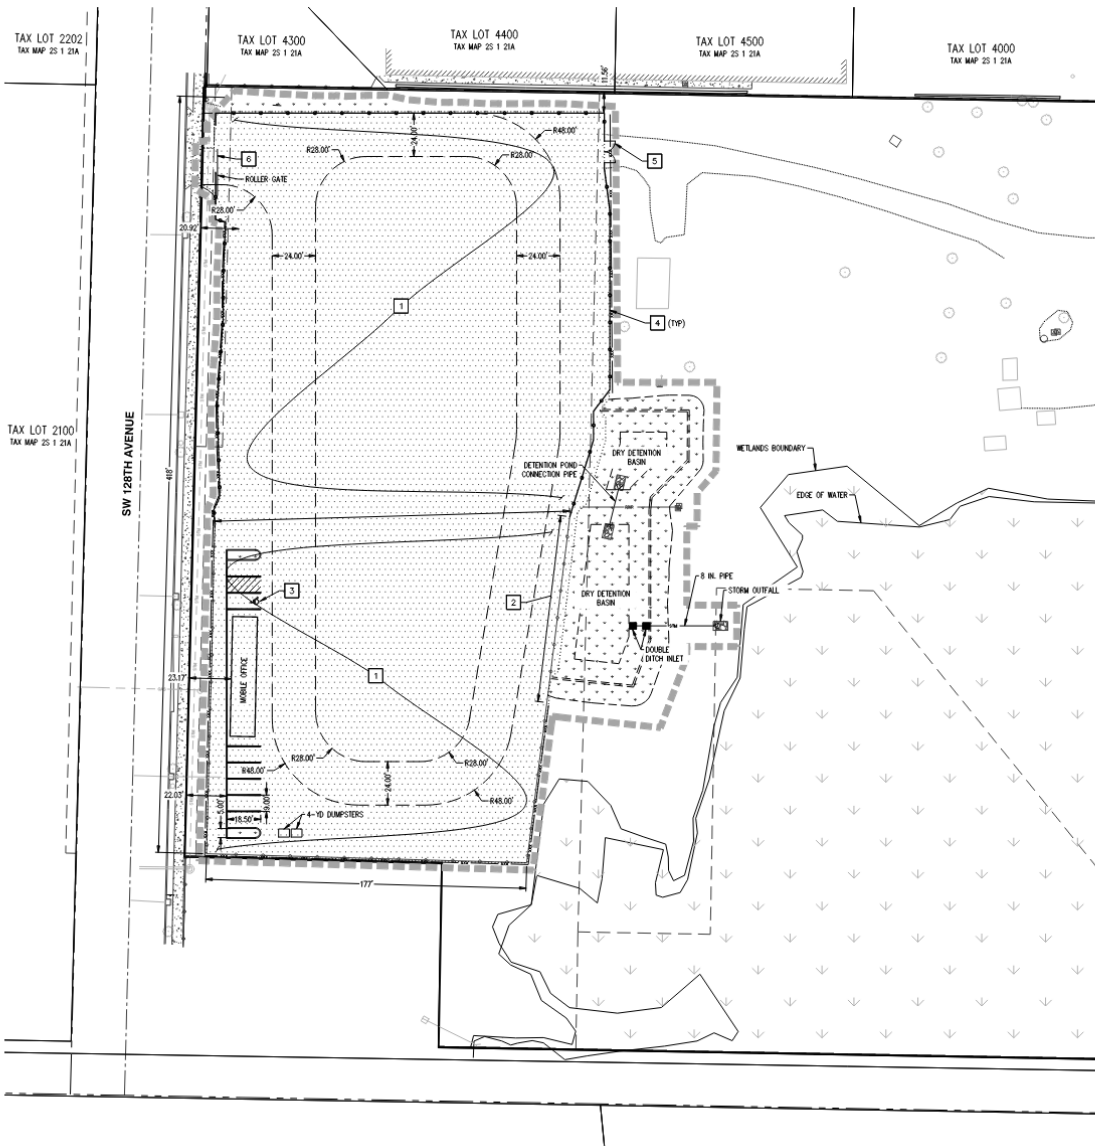 TAX LOT 2202
TAX MAP 2S 1 21A
TAX LOT 4300
TAX MAP 2S 1 21A
TAX LOT 4400
TAX MAP 2S 1 21A
TAX LOT 4500
TAX MAP 2S 1 21A
TAX LOT 4000
TAX MAP 2S 1 21A
11.56'
24.00'
R48.00'
R28.00'
R28.00'
6
5
ROLLER GATE
R28.00'
20.92'
24.00'
24.00'
1
4 (TYP)
TAX LOT 2100
TAX MAP 2S 1 21A
SW 128TH AVENUE
418'
DRY DETENTION
BASIN
DETENTION POND
CONNECTION PIPE
WETLANDS BOUNDARY
EDGE OF WATER
8 IN. PIPE
3
STORM OUTFALL
2
DRY DETENTION
BASIN
DOUBLE
DITCH INLET
MOBILE OFFICE
23.17'
1
R28.00'
R28.00'
R48.00'
24.00'
R48.00'
22.03'
5.00'
9.00'
18.50'
4-YD DUMPSTERS
177'